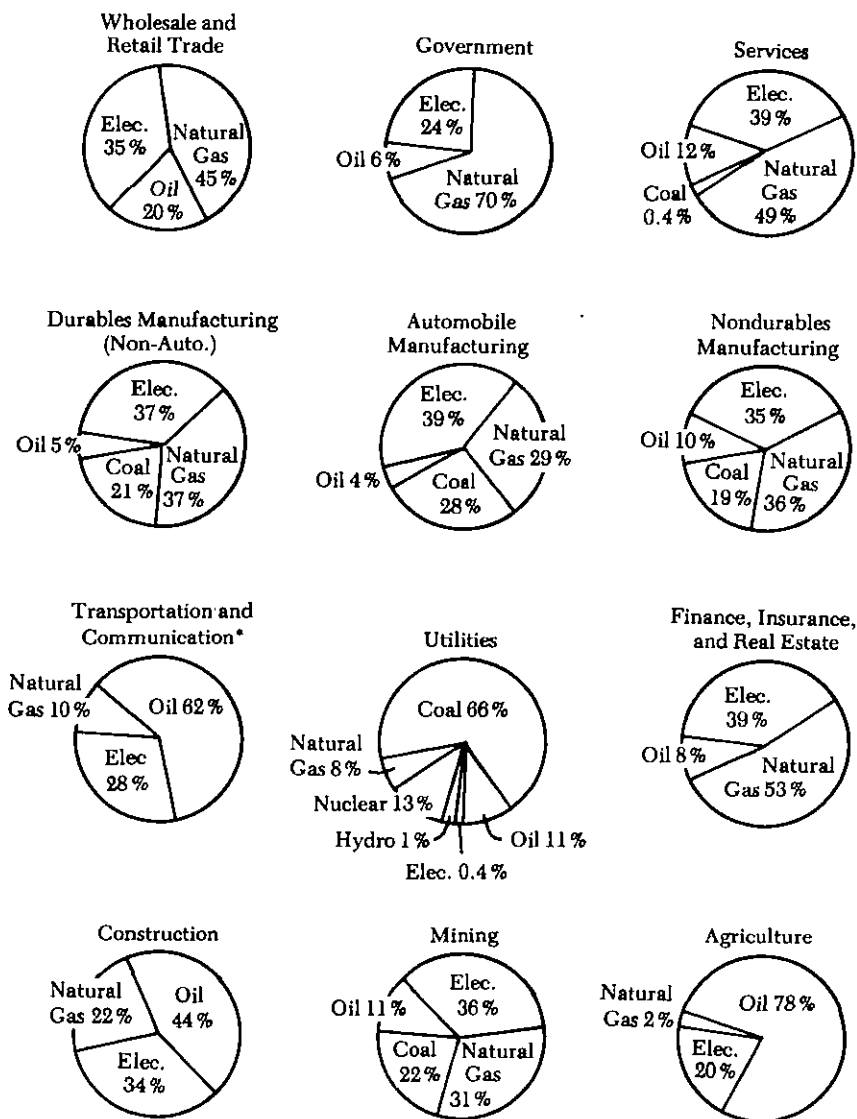 Wholesale and
Retail Trade
Elec.
35%
Natural
Gas
45%
Oil
20%
Government
Elec.
24%
Oil 6%
Natural
Gas 70%
Services
Elec.
39%
Oil 12%
Coal
0.4%
Natural
Gas
49%
Durables Manufacturing
(Non-Auto.)
Elec.
37%
Oil 5%
Coal
21%
Natural
Gas
37%
Automobile
Manufacturing
Elec.
39%
Natural
Gas 29%
Oil 4%
Coal
28%
Nondurables
Manufacturing
Elec.
35%
Oil 10%
Coal
19%
Natural
Gas
36%
Transportation and
Communication*
Natural
Gas 10%
Oil 62%
Elec
28%
Utilities
Coal 66%
Natural
Gas 8%
Nuclear 13%
Hydro 1%
Elec. 0.4%
Oil 11%
Finance, Insurance,
and Real Estate
Elec.
39%
Oil 8%
Natural
Gas 53%
Construction
Natural
Gas 22%
Oil
44%
Elec.
34%
Mining
Elec.
36%
Oil 11%
Coal
22%
Natural
Gas
31%
Agriculture
Natural
Gas 2%
Oil 78%
Elec.
20%